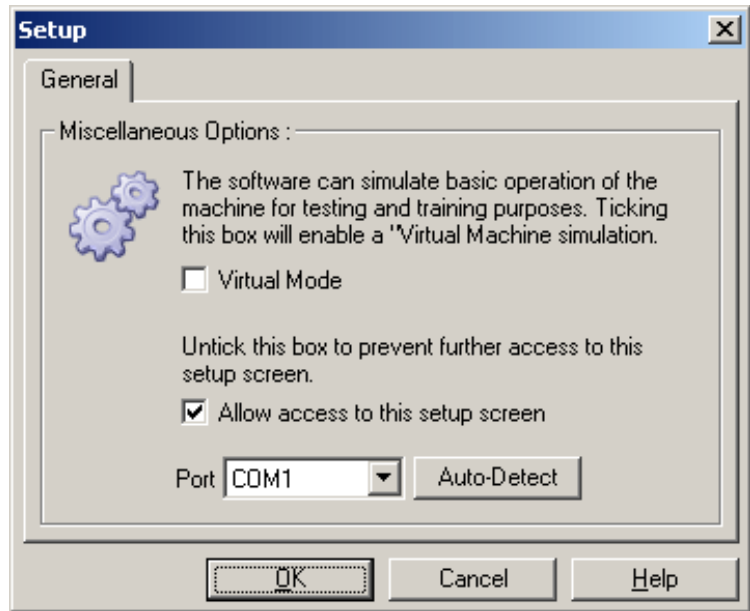 Setup
General
Miscellaneous Options :
The software can simulate basic operation of the
machine for testing and training purposes. Ticking
this box will enable a "Virtual Machine simulation.
Virtual Mode
Untick this box to prevent further access to this
setup screen.
Allow access to this setup screen
Port COM1 Auto-Detect
OK Cancel Help